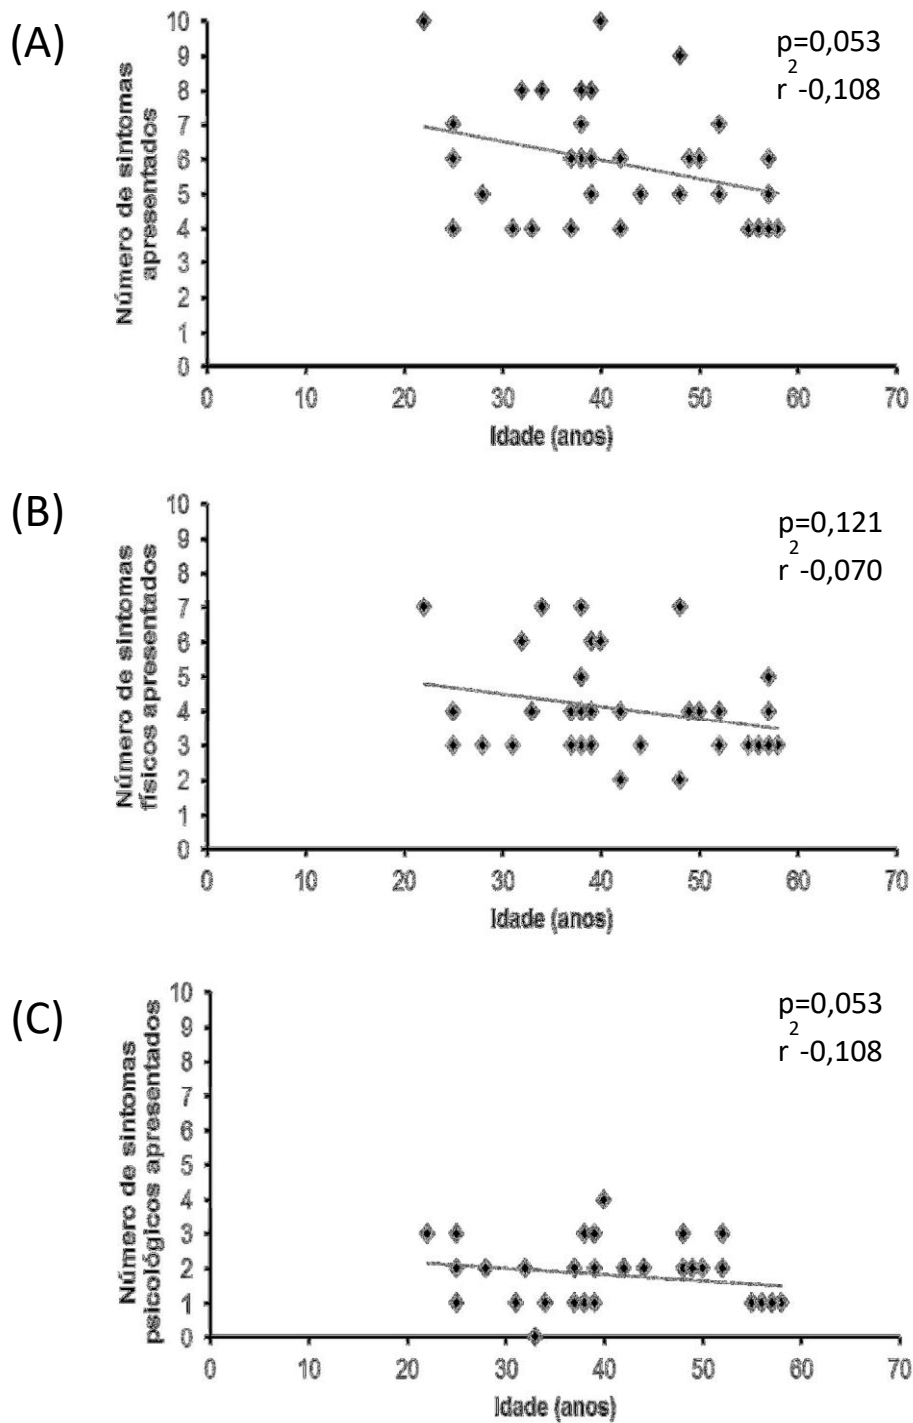 (A)
p=0,053
r²-0,108
Número de sintomas
apresentados
10
9
8
7
6
5
4
3
2
1
0
0 10 20 30 40 50 60 70
Idade (anos)
(B)
p=0,121
r²-0,070
Número de sintomas
físicos apresentados
10
9
8
7
6
5
4
3
2
1
0
0 10 20 30 40 50 60 70
Idade (anos)
(C)
p=0,053
r²-0,108
Número de sintomas
psicológicos apresentados
10
9
8
7
6
5
4
3
2
1
0
0 10 20 30 40 50 60 70
Idade (anos)